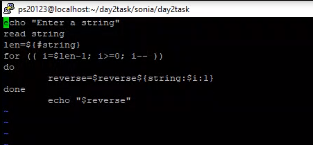 ps20123@localhost:~/day2task/sonia/day2task
echo "Enter a string"
read string
len=${#string}
for (( i=$len-1; i>=0; i-- ))
do
        reverse=$reverse${string:$i:1}
done
        echo "$reverse"
~
~
~